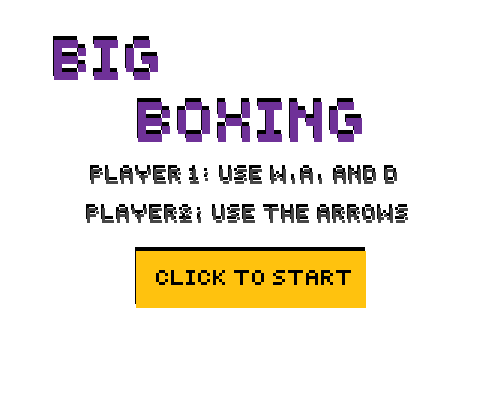 BIG
BOXING
PLAYER 1: USE W,A, AND D
PLAYER2; USE THE ARROWS
CLICK TO START